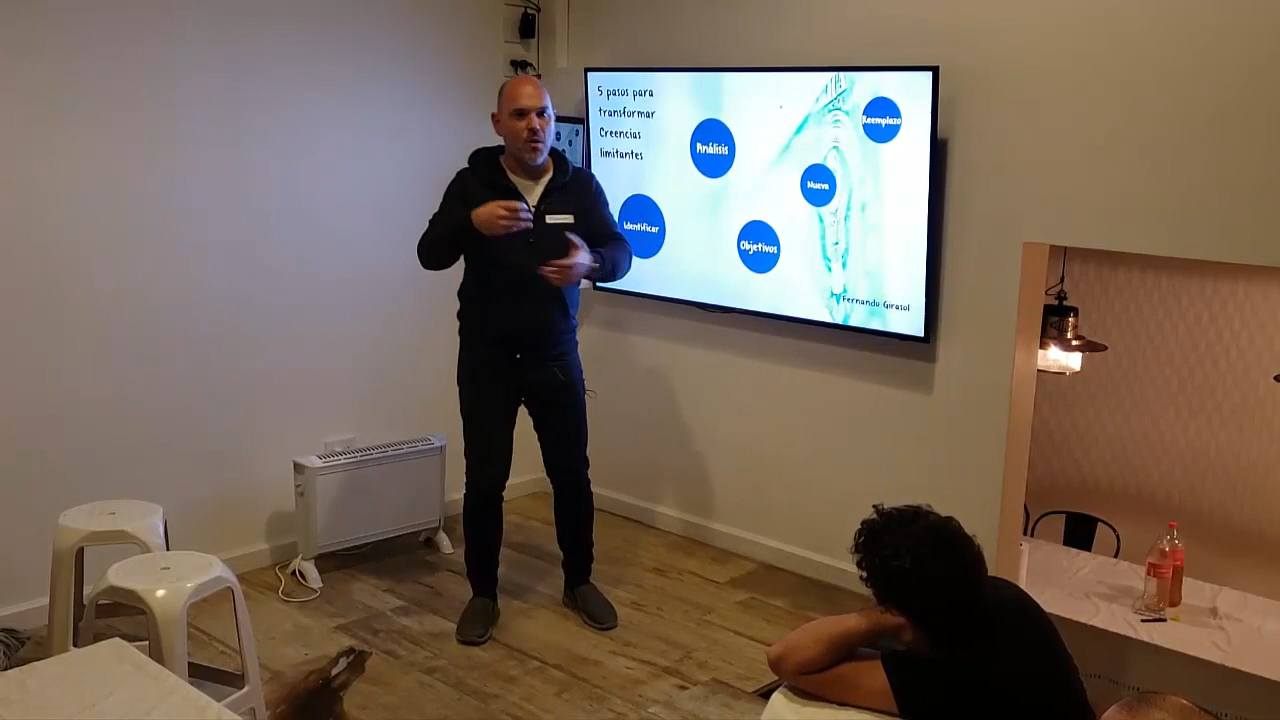 5 pasos para
transformar
Creencias
limitantes
Identificar
Análisis
Objetivos
Nueva
Reemplazo
Fernando Girasol